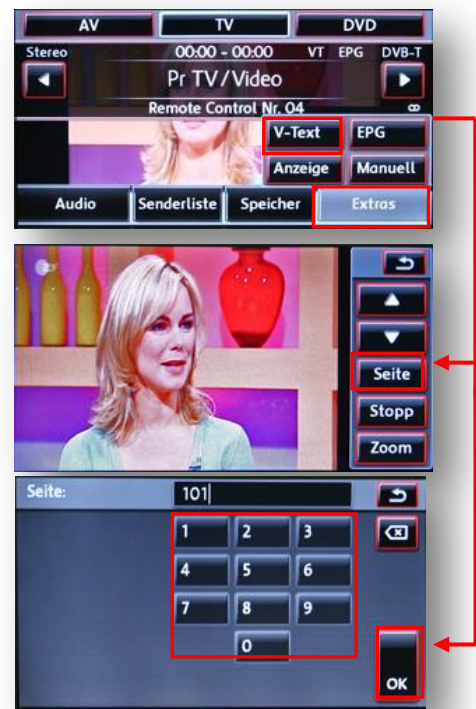 AV TV DVD
Stereo 00:00 - 00:00 VT EPG DVB-T
Pr TV/Video
Remote Control Nr. 04
V-Text EPG
Anzeige Manuell
Audio Senderliste Speicher Extras
Seite
Stopp
Zoom
Seite: 101
1 2 3
4 5 6
7 8 9
0
OK